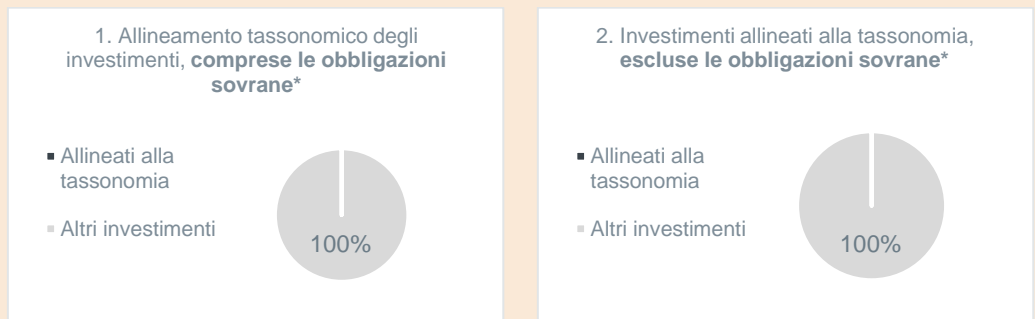 1. Allineamento tassonomico degli
investimenti, comprese le obbligazioni
sovrane*
Allineati alla
tassonomia
Altri investimenti
100%
2. Investimenti allineati alla tassonomia,
escluse le obbligazioni sovrane*
Allineati alla
tassonomia
Altri investimenti
100%